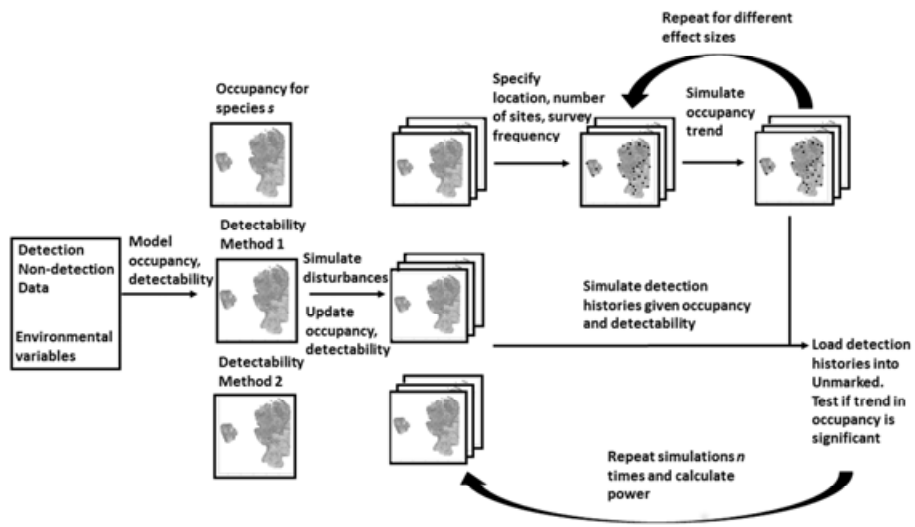 Repeat for different
effect sizes
Occupancy for
species s
Specify
location, number
of sites, survey
frequency
Simulate
occupancy
trend
Detection
Non-detection
Data
Environmental
variables
Model
occupancy,
detectability
Detectability
Method 1
Simulate
disturbances
Update
occupancy,
detectability
Detectability
Method 2
Simulate detection
histories given occupancy
and detectability
Load detection
histories into
Unmarked.
Test if trend in
occupancy is
significant
Repeat simulations n
times and calculate
power